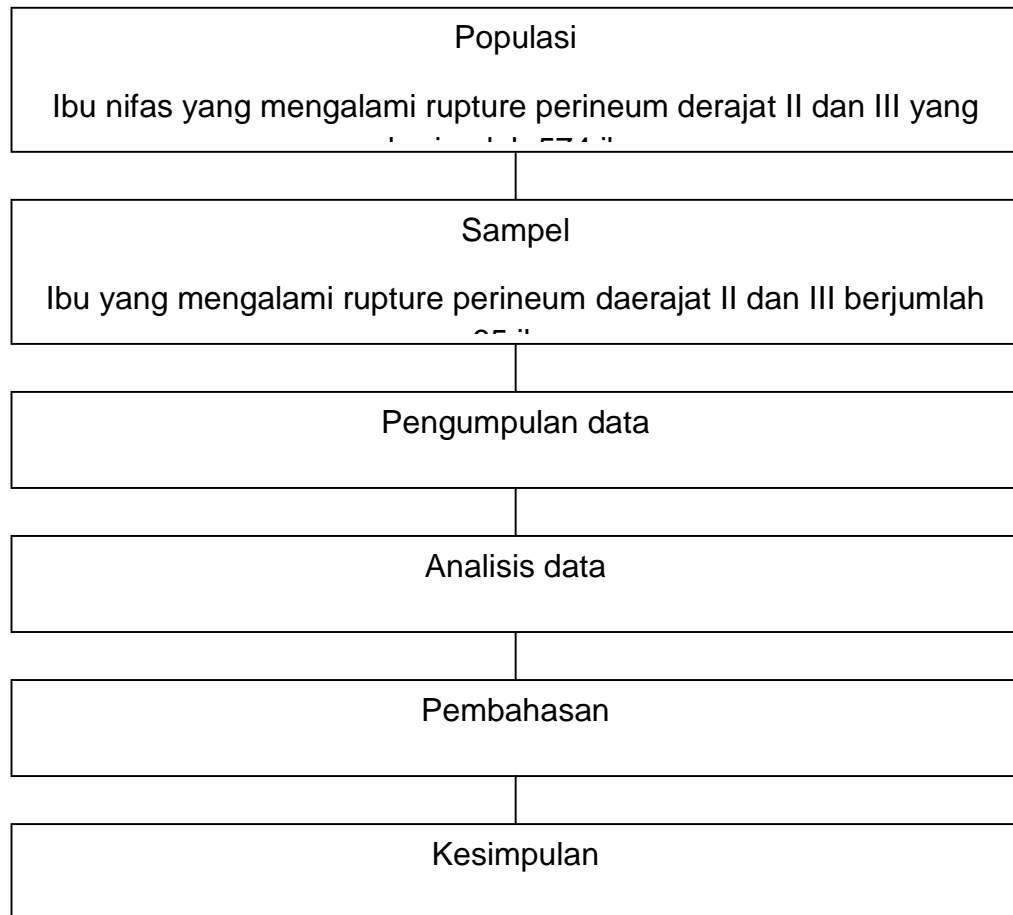 Populasi
Ibu nifas yang mengalami rupture perineum derajat II dan III yang
Sampel
Ibu yang mengalami rupture perineum daerajat II dan III berjumlah
Pengumpulan data
Analisis data
Pembahasan
Kesimpulan